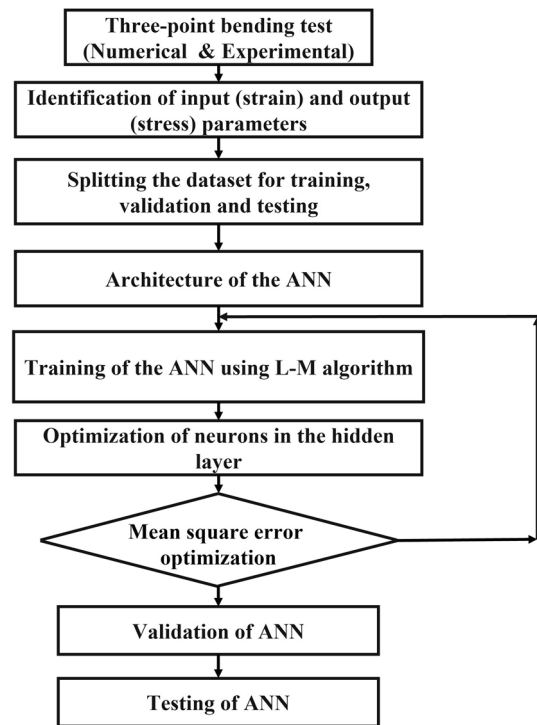 Three-point bending test
(Numerical & Experimental)
Identification of input (strain) and output
(stress) parameters
Splitting the dataset for training,
validation and testing
Architecture of the ANN
Training of the ANN using L-M algorithm
Optimization of neurons in the hidden
layer
Mean square error
optimization
Validation of ANN
Testing of ANN